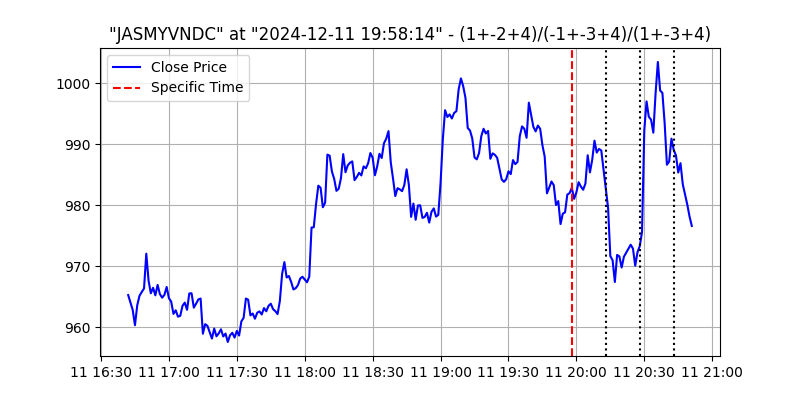 "JASMYVNDC" at "2024-12-11 19:58:14" - (1+-2+4)/(-1+-3+4)/(1+-3+4)
Close Price
Specific Time
1000
990
980
970
960
11 16:30 11 17:00 11 17:30 11 18:00 11 18:30 11 19:00 11 19:30 11 20:00 11 20:30 11 21:00